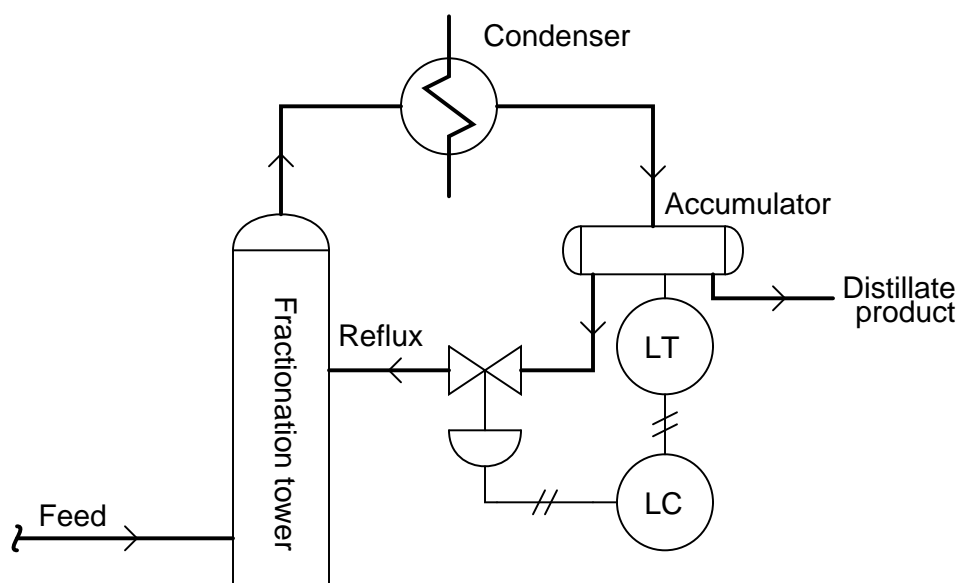 Condenser
Accumulator
Distillate
product
Fractionation tower
Reflux
LT
LC
Feed